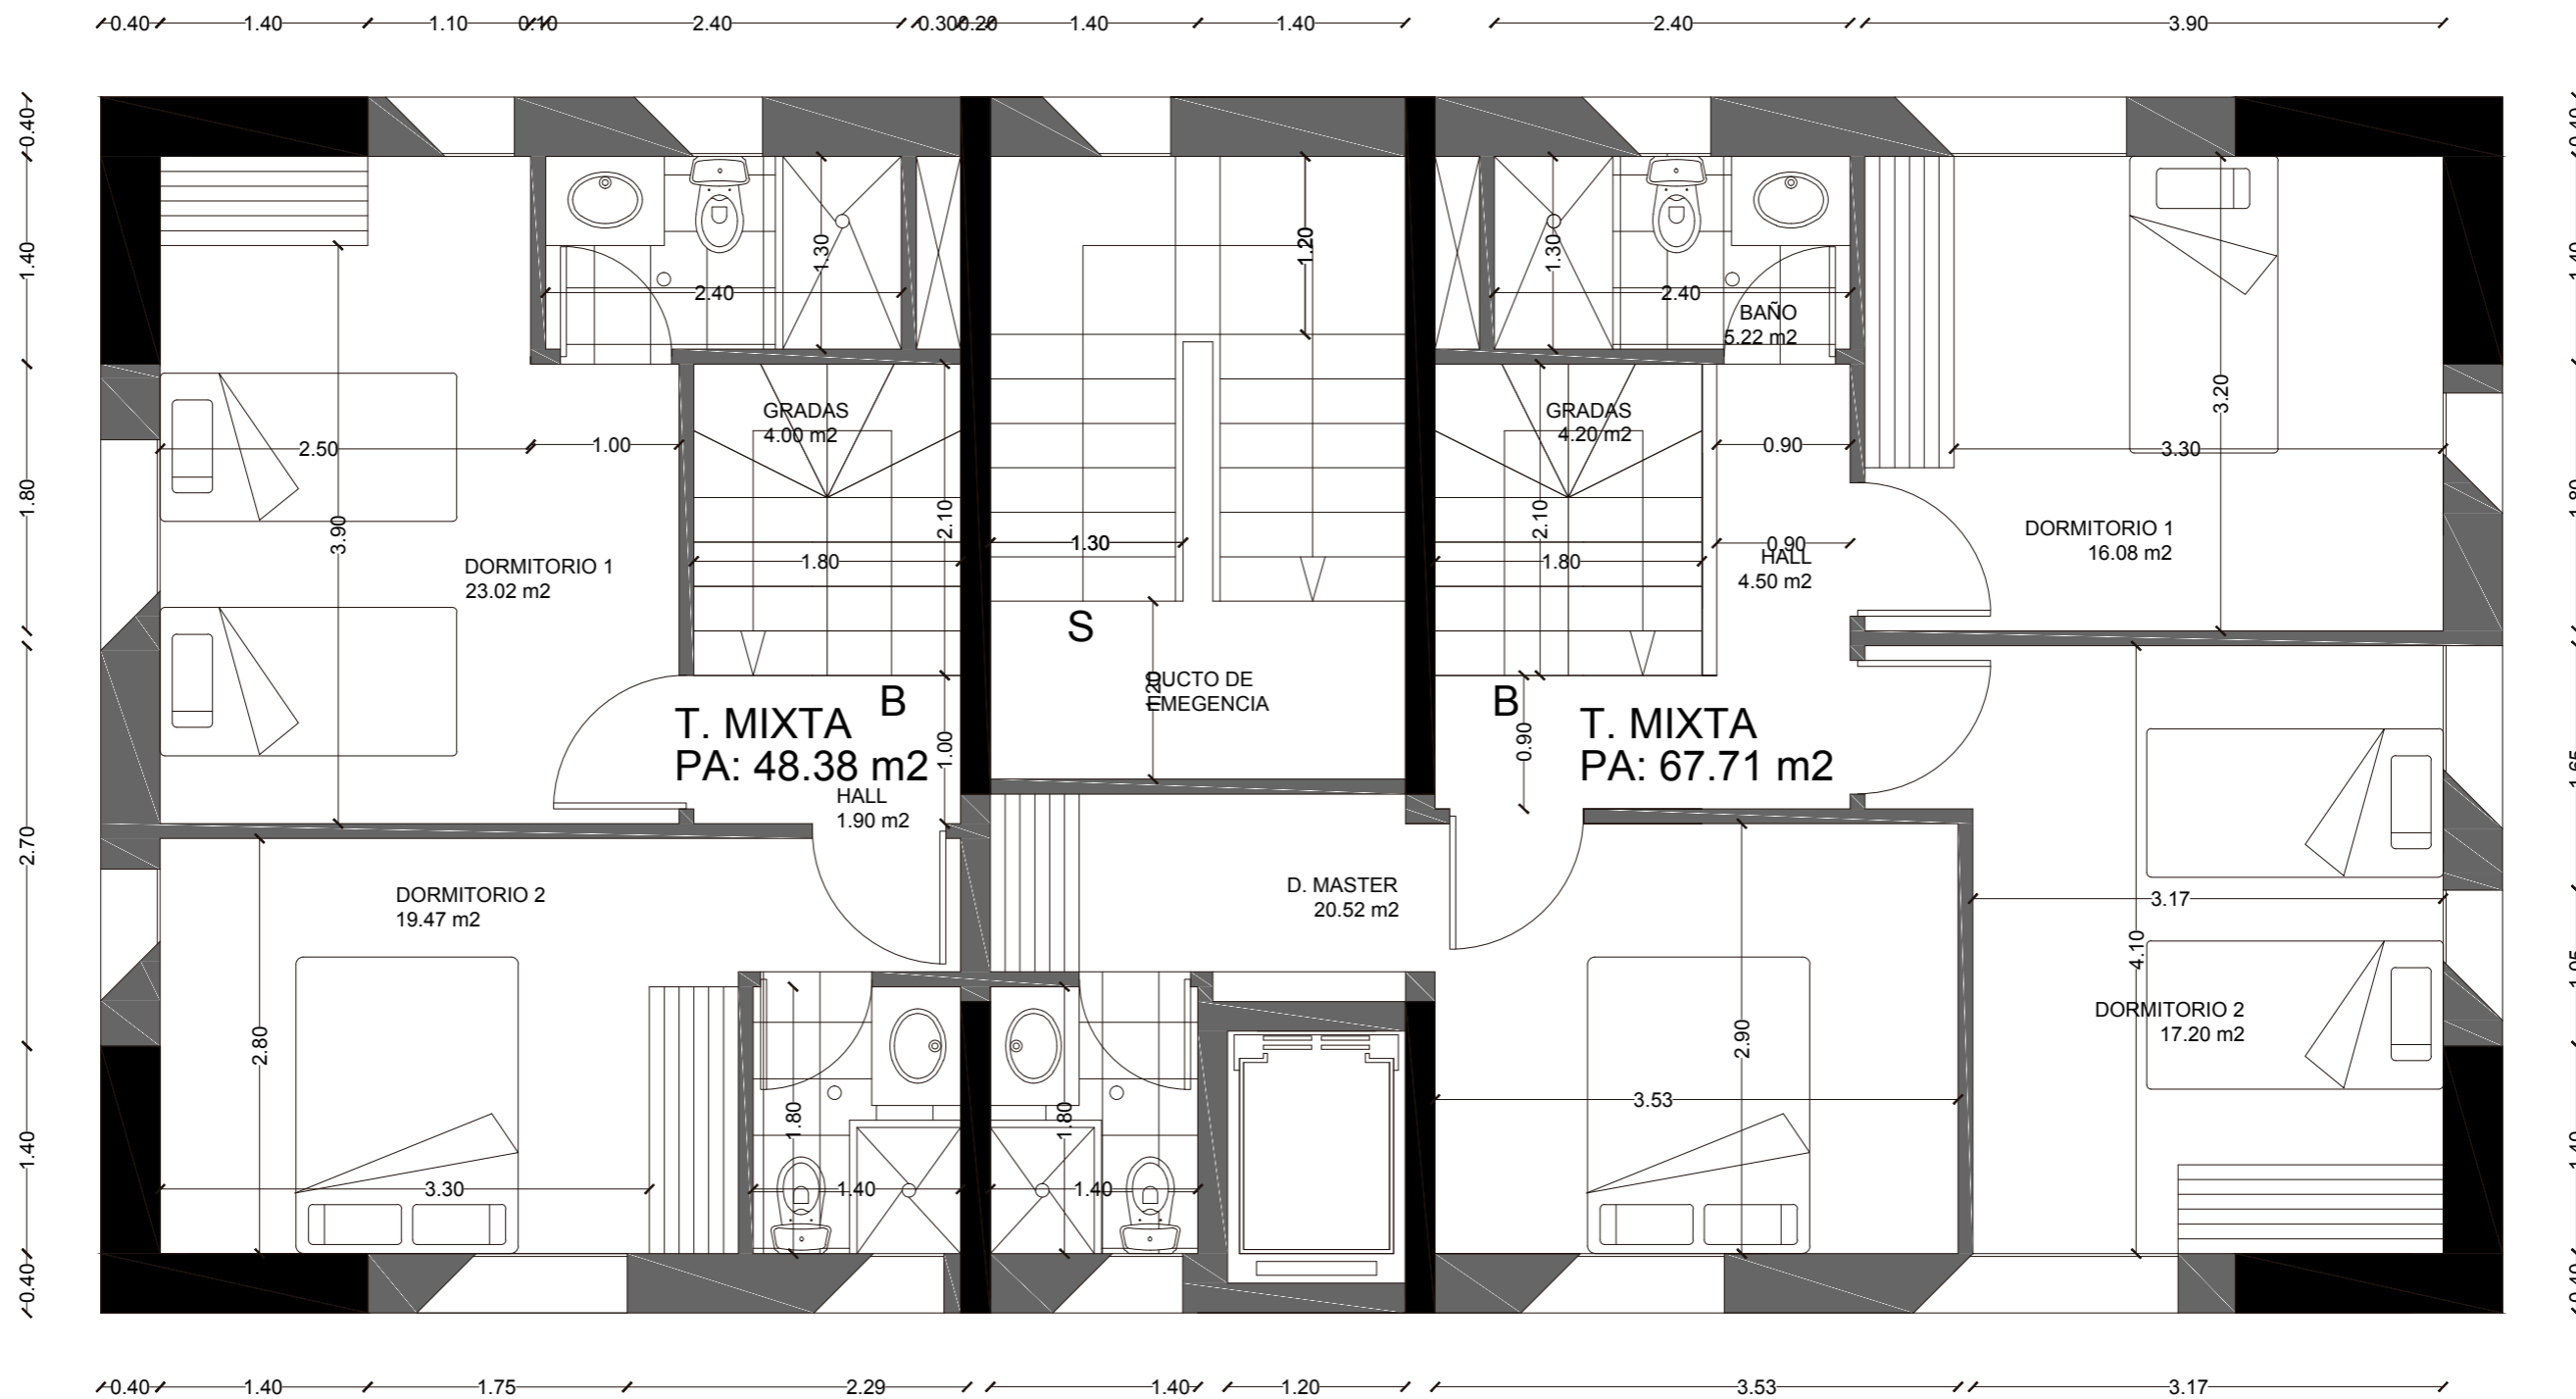 0.40 1.40 1.10 0.10 2.40 0.30 0.20 1.40 1.40 2.40 3.90
0.40
1.40
1.80
2.70
1.40
0.40
1.30
2.40
2.50
1.00
3.90
GRADAS
4.00 m2
2.10
1.80
DORMITORIO 1
23.02 m2
B
T. MIXTA
PA: 48.38 m2
1.00
HALL
1.90 m2
DORMITORIO 2
19.47 m2
2.80
3.30
1.80
1.40
1.20
1.30
S
DUCTO DE
EMEGENCIA
1.20
1.80
1.40
1.30
2.40
BAÑO
5.22 m2
GRADAS
4.20 m2
0.90
2.10
1.80
0.90
HALL
4.50 m2
B
T. MIXTA
PA: 67.71 m2
0.90
D. MASTER
20.52 m2
3.53
2.90
3.20
3.30
DORMITORIO 1
16.08 m2
3.17
4.10
DORMITORIO 2
17.20 m2
0.40 1.40 1.75 2.29 1.40 1.20 3.53 3.17